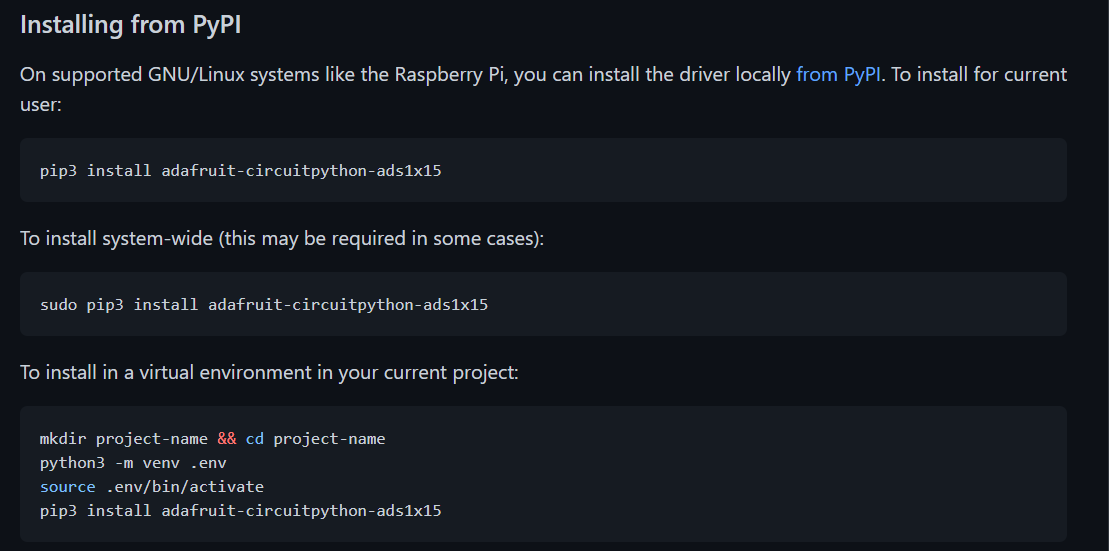 Installing from PyPI
On supported GNU/Linux systems like the Raspberry Pi, you can install the driver locally from PyPI. To install for current
user:
pip3 install adafruit-circuitpython-ads1x15
To install system-wide (this may be required in some cases):
sudo pip3 install adafruit-circuitpython-ads1x15
To install in a virtual environment in your current project:
mkdir project-name && cd project-name
python3 -m venv .env
source .env/bin/activate
pip3 install adafruit-circuitpython-ads1x15